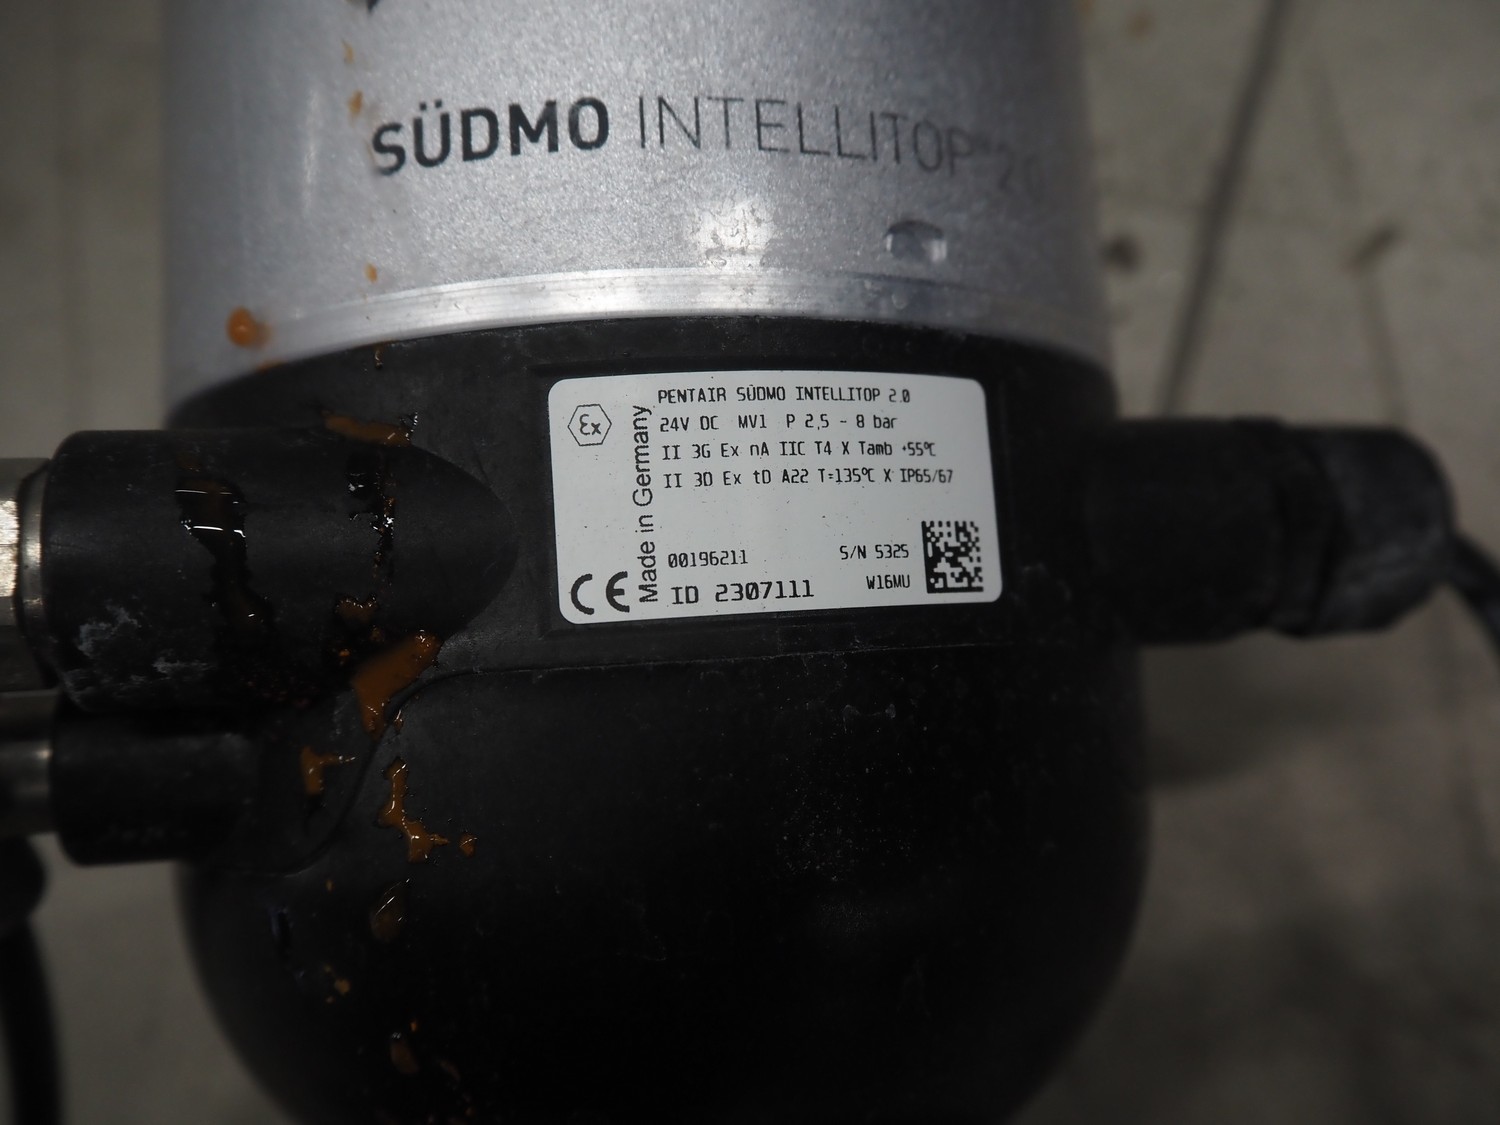 SÜDMO INTELLITOP™ 2.0
PENTAIR SÜDMO INTELLITOP 2.0
24V DC MV1 P 2,5 - 8 bar
II 3G Ex nA IIC T4 X Tamb +55°C
II 3D Ex tD A22 T=135°C X IP65/67
Ex
Made in Germany
00196211 S/N 5325
CE ID 2307111 W16MU